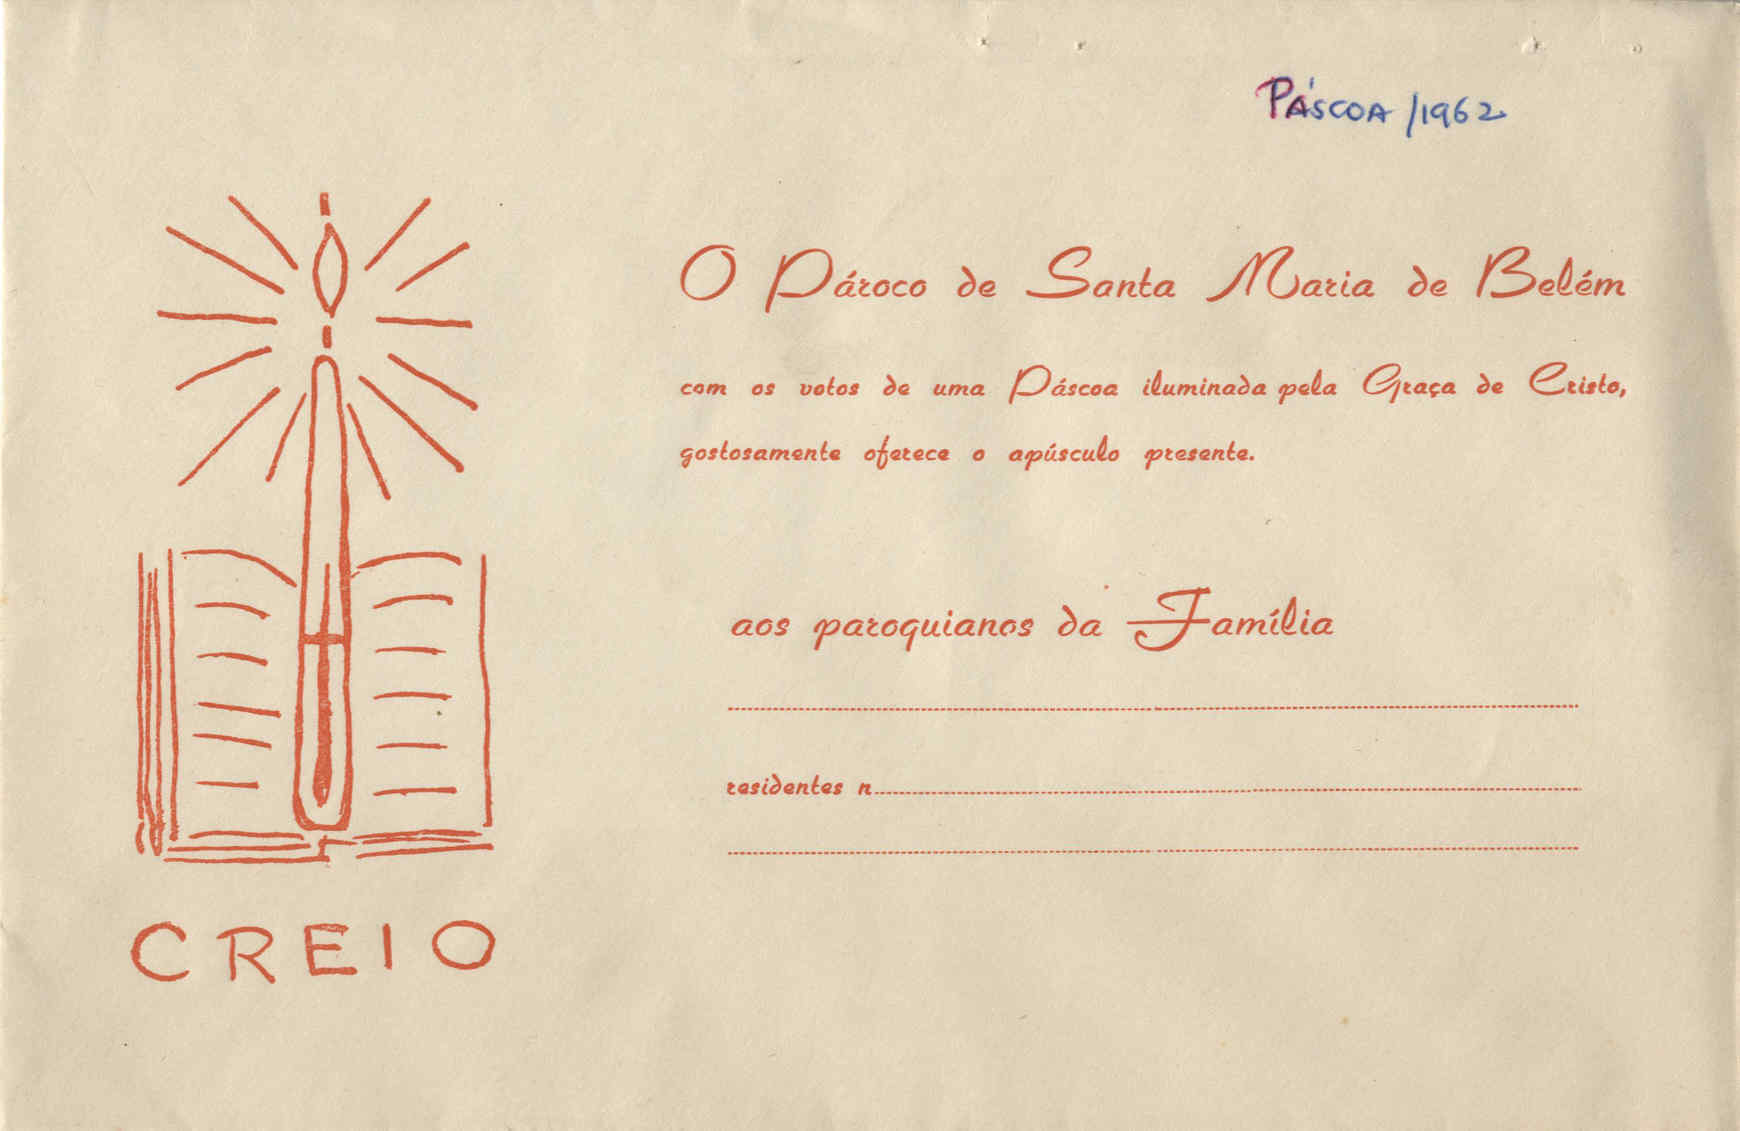 PÁSCOA /1962
O Pároco de Santa Maria de Belém
com os votos de uma Páscoa iluminada pela Graça de Cristo,
gostosamente oferece o apúsculo presente.
aos paroquianos da Família
residentes n
CREIO